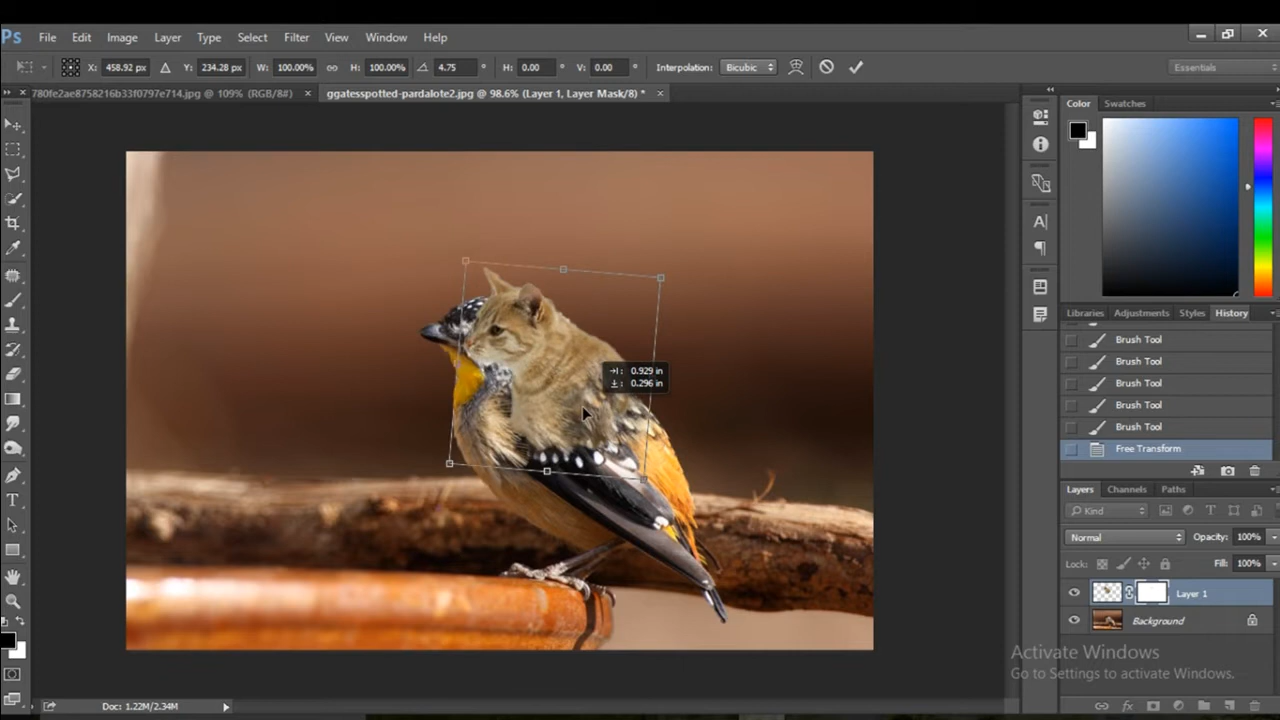 Ps File Edit Image Layer Type Select Filter View Window Help
X: 458.92 px Y: 234.28 px W: 100.00% H: 100.00% 4.75 ° H: 0.00 ° V: 0.00 ° Interpolation: Bicubic Essentials
780fe2ae8758216b33f0797e714.jpg @ 109% (RGB/8#) × ggatesspotted-pardalote2.jpg @ 98.6% (Layer 1, Layer Mask/8) * ×
Color Swatches
Libraries Adjustments Styles History
Brush Tool
Brush Tool
Brush Tool
Brush Tool
Brush Tool
Free Transform
0.929 in
0.296 in
Layers Channels Paths
Kind
Normal Opacity: 100%
Lock: Fill: 100%
Layer 1
Background
Activate Windows
Go to Settings to activate Windows.
Doc: 1.22M/2.34M